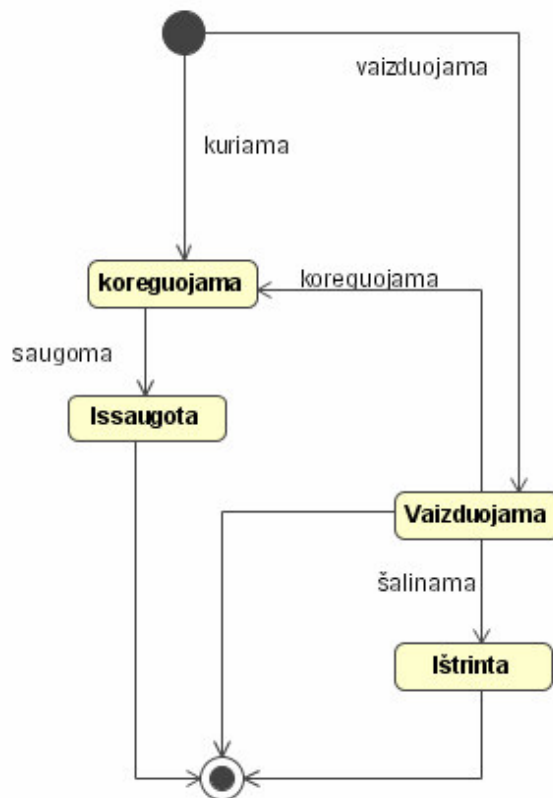 vaizduojama
kuriama
koreguojama
koreguojama
saugoma
Issaugota
Vaizduojama
šalinama
Ištrinta